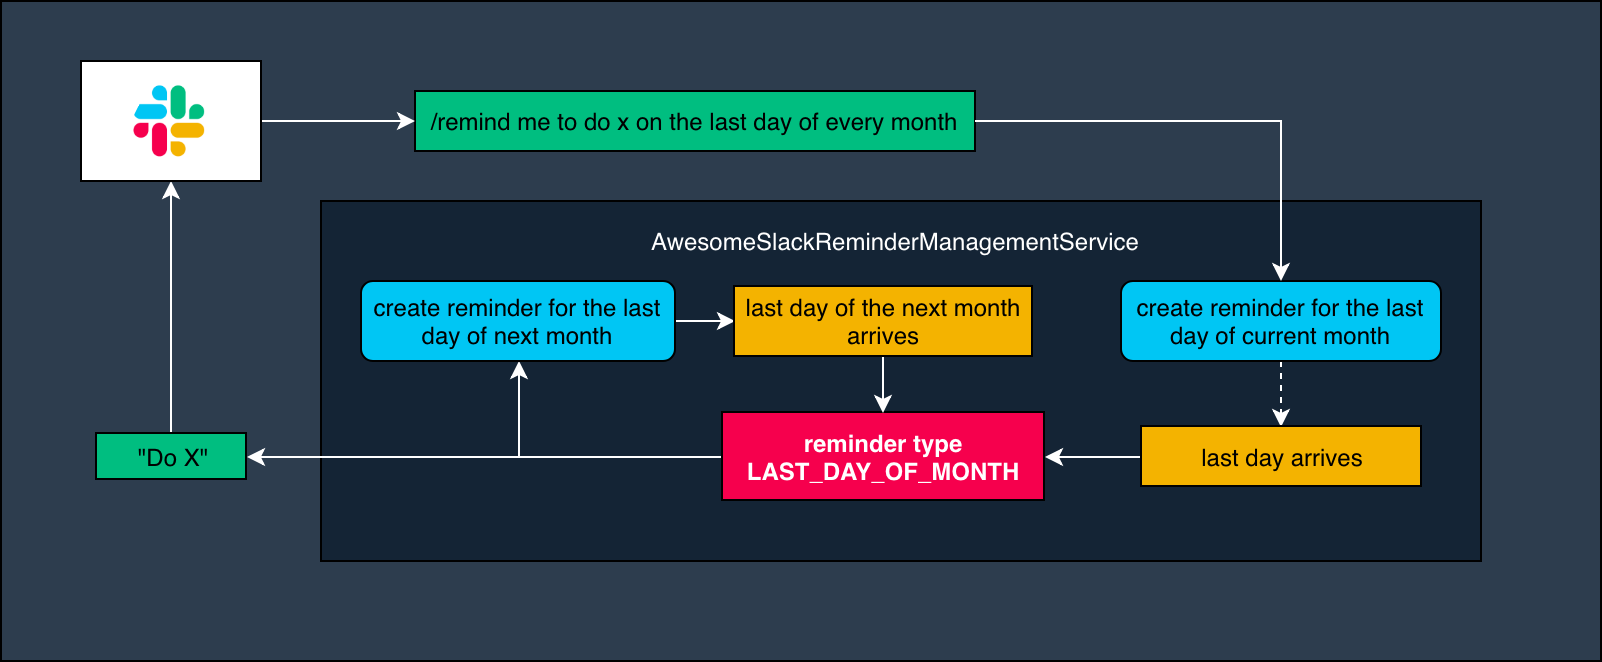 /remind me to do x on the last day of every month
AwesomeSlackReminderManagementService
create reminder for the last
day of next month
last day of the next month
arrives
create reminder for the last
day of current month
"Do X"
reminder type
LAST_DAY_OF_MONTH
last day arrives